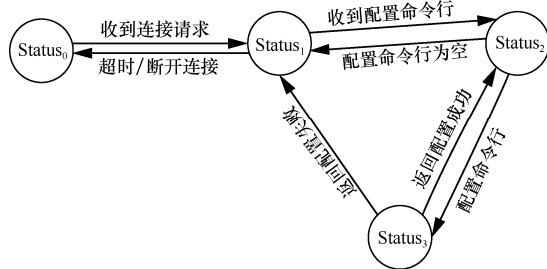 收到连接请求
收到配置命令行
Status₀
Status₁
Status₂
超时/断开连接
配置命令行为空
返回配置失败
返回配置成功
配置命令行
Status₃